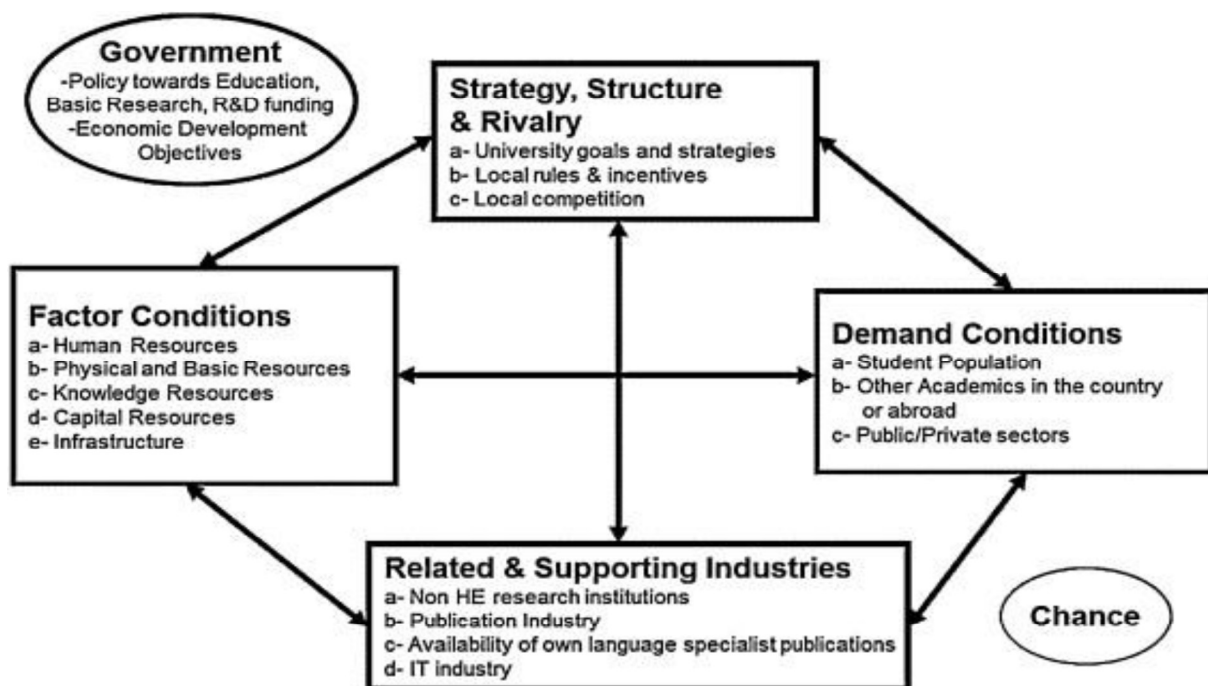 Government
-Policy towards Education,
Basic Research, R&D funding
-Economic Development
Objectives
Strategy, Structure
& Rivalry
a- University goals and strategies
b- Local rules & incentives
c- Local competition
Factor Conditions
a- Human Resources
b- Physical and Basic Resources
c- Knowledge Resources
d- Capital Resources
e- Infrastructure
Demand Conditions
a- Student Population
b- Other Academics in the country
or abroad
c- Public/Private sectors
Related & Supporting Industries
a- Non HE research institutions
b- Publication Industry
c- Availability of own language specialist publications
d- IT industry
Chance